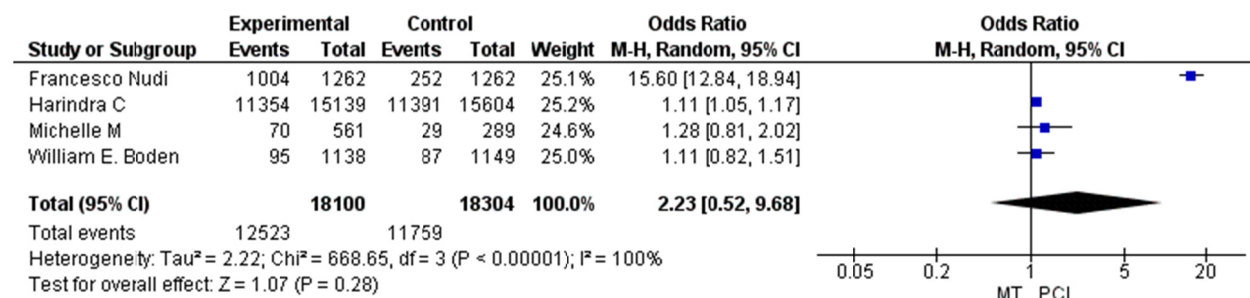 Experimental Control Odds Ratio Odds Ratio
Study or Subgroup Events Total Events Total Weight M-H, Random, 95% CI M-H, Random, 95% CI
Francesco Nudi 1004 1262 252 1262 25.1% 15.60 [12.84, 18.94]
Harindra C 11354 15139 11391 15604 25.2% 1.11 [1.05, 1.17]
Michelle M 70 561 29 289 24.6% 1.28 [0.81, 2.02]
William E. Boden 95 1138 87 1149 25.0% 1.11 [0.82, 1.51]
Total (95% CI) 18100 18304 100.0% 2.23 [0.52, 9.68]
Total events 12523 11759
Heterogeneity: Tau² = 2.22; Chi² = 668.65, df = 3 (P < 0.00001); I² = 100%
Test for overall effect: Z = 1.07 (P = 0.28)
0.05 0.2 1 5 20
MT PCI